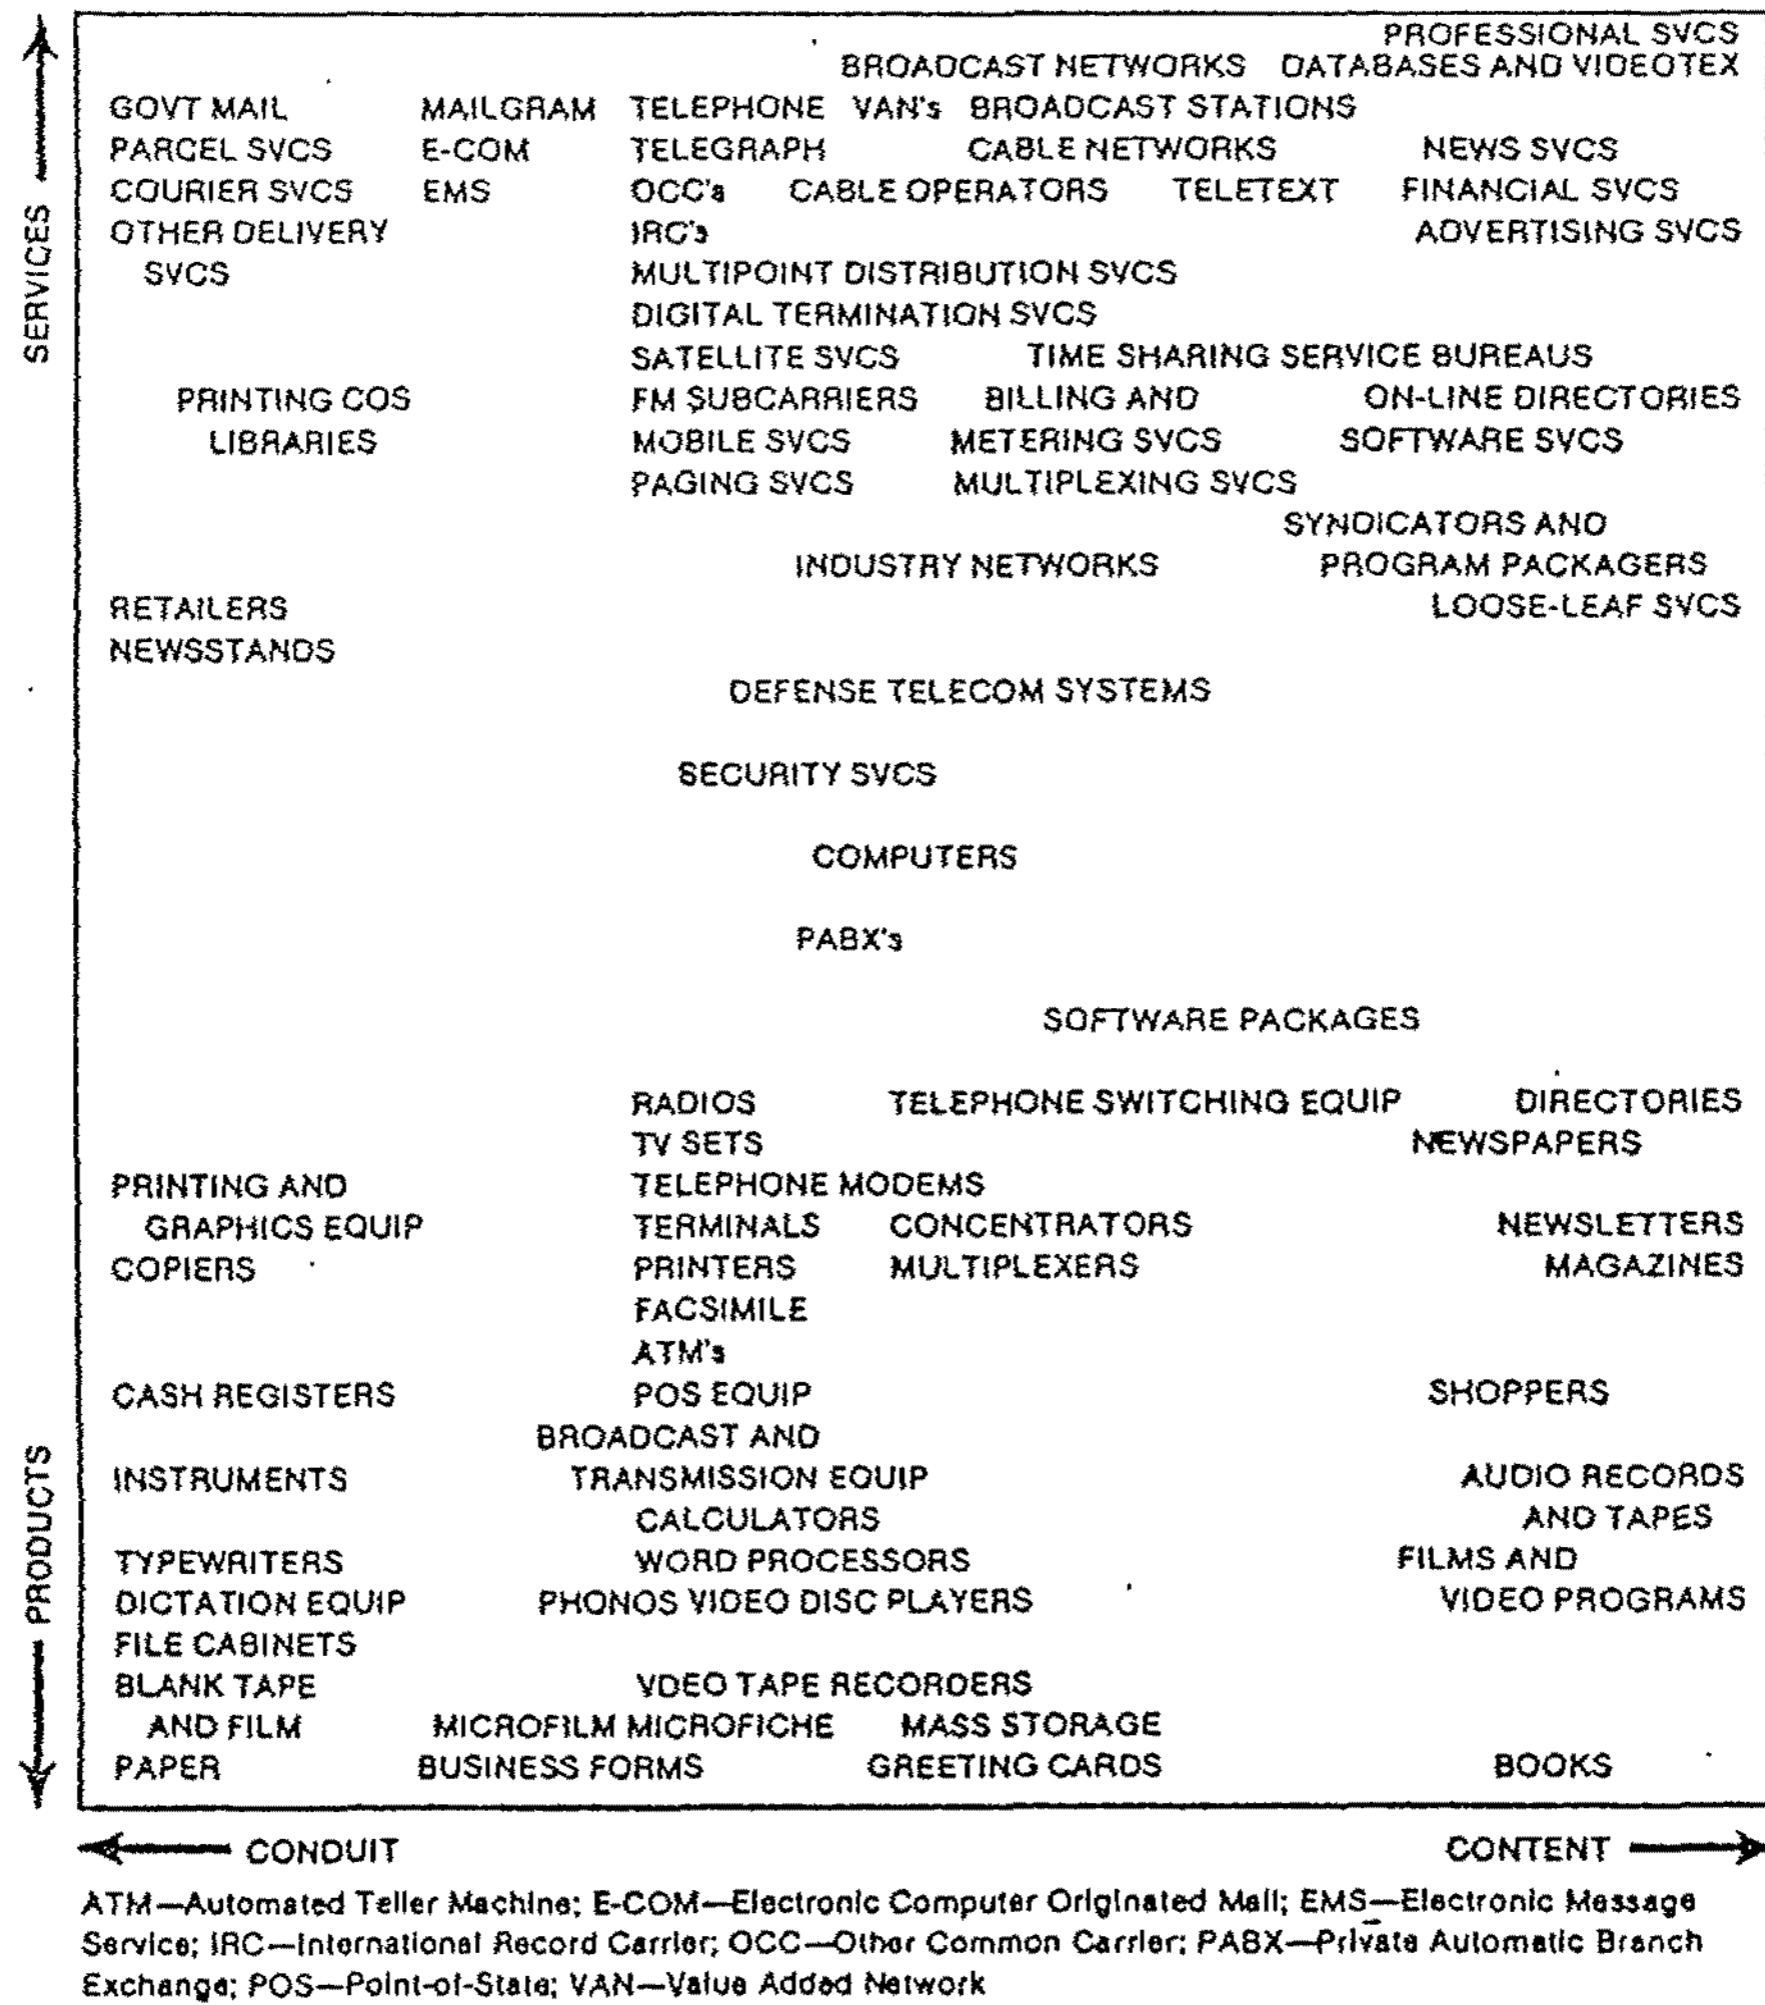 PROFESSIONAL SVCS
BROADCAST NETWORKS DATABASES AND VIDEOTEX
GOVT MAIL MAILGRAM TELEPHONE VAN's BROADCAST STATIONS
PARCEL SVCS E-COM TELEGRAPH CABLE NETWORKS NEWS SVCS
COURIER SVCS EMS OCC's CABLE OPERATORS TELETEXT FINANCIAL SVCS
OTHER DELIVERY IRC's ADVERTISING SVCS
SVCS MULTIPOINT DISTRIBUTION SVCS
DIGITAL TERMINATION SVCS
SATELLITE SVCS TIME SHARING SERVICE BUREAUS
PRINTING COS FM SUBCARRIERS BILLING AND ON-LINE DIRECTORIES
LIBRARIES MOBILE SVCS METERING SVCS SOFTWARE SVCS
PAGING SVCS MULTIPLEXING SVCS
SYNDICATORS AND
INDUSTRY NETWORKS PROGRAM PACKAGERS
RETAILERS LOOSE-LEAF SVCS
NEWSSTANDS
DEFENSE TELECOM SYSTEMS
SECURITY SVCS
COMPUTERS
PABX's
SOFTWARE PACKAGES
RADIOS TELEPHONE SWITCHING EQUIP DIRECTORIES
TV SETS NEWSPAPERS
PRINTING AND TELEPHONE MODEMS
GRAPHICS EQUIP TERMINALS CONCENTRATORS NEWSLETTERS
COPIERS PRINTERS MULTIPLEXERS MAGAZINES
FACSIMILE
ATM's
CASH REGISTERS POS EQUIP SHOPPERS
BROADCAST AND
INSTRUMENTS TRANSMISSION EQUIP AUDIO RECORDS
CALCULATORS AND TAPES
TYPEWRITERS WORD PROCESSORS FILMS AND
DICTATION EQUIP PHONOS VIDEO DISC PLAYERS VIDEO PROGRAMS
FILE CABINETS
BLANK TAPE VDEO TAPE RECORDERS
AND FILM MICROFILM MICROFICHE MASS STORAGE
PAPER BUSINESS FORMS GREETING CARDS BOOKS
SERVICES
PRODUCTS
CONDUIT CONTENT
ATM—Automated Teller Machine; E-COM—Electronic Computer Originated Mail; EMS—Electronic Message
Service; IRC—International Record Carrier; OCC—Other Common Carrier; PABX—Private Automatic Branch
Exchange; POS—Point-of-State; VAN—Value Added Network